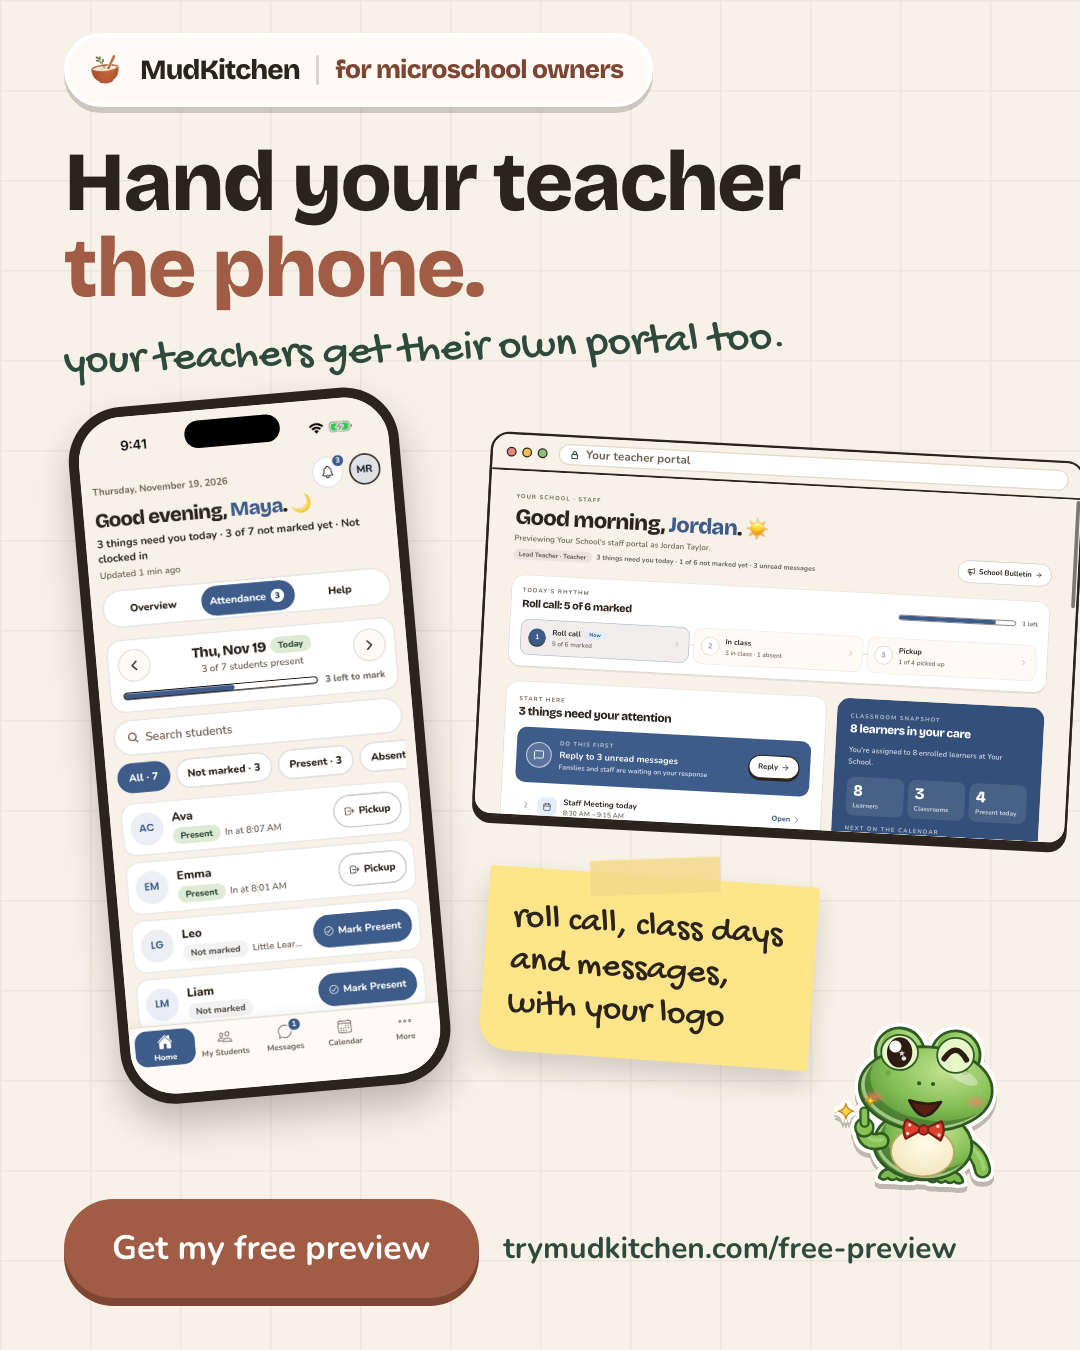 MudKitchen | for microschool owners
Hand your teacher
the phone.
your teachers get their own portal too.
9:41
3
MR
Thursday, November 19, 2026
Good evening, Maya. 🌙
3 things need you today · 3 of 7 not marked yet · Not
clocked in
Updated 1 min ago
Overview
Attendance 3
Help
Thu, Nov 19 Today
3 of 7 students present
3 left to mark
Search students
All · 7
Not marked · 3
Present · 3
Absent
AC
Ava
Present In at 8:07 AM
Pickup
EM
Emma
Present In at 8:01 AM
Pickup
LG
Leo
Not marked Little Lear...
Mark Present
LM
Liam
Not marked
Mark Present
Home
My Students
1
Messages
Calendar
More
Your teacher portal
YOUR SCHOOL · STAFF
Good morning, Jordan. ☀️
Previewing Your School's staff portal as Jordan Taylor.
Lead Teacher · Teacher 3 things need you today · 1 of 6 not marked yet · 3 unread messages
School Bulletin →
TODAY'S RHYTHM
Roll call: 5 of 6 marked
1 left
1
Roll call Now
5 of 6 marked
2
In class
3 in class · 1 absent
3
Pickup
1 of 4 picked up
START HERE
3 things need your attention
DO THIS FIRST
Reply to 3 unread messages
Families and staff are waiting on your response
Reply →
2
Staff Meeting today
8:30 AM – 9:15 AM
Open >
CLASSROOM SNAPSHOT
8 learners in your care
You're assigned to 8 enrolled learners at Your
School.
8
Learners
3
Classrooms
4
Present today
NEXT ON THE CALENDAR
roll call, class days
and messages,
with your logo
Get my free preview
trymudkitchen.com/free-preview